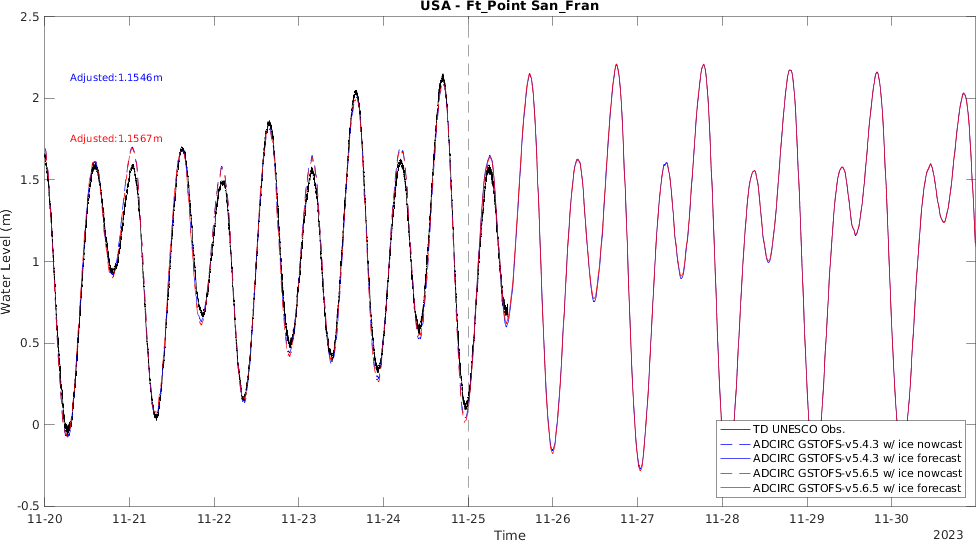 USA - Ft_Point San_Fran
2.5
2
1.5
1
0.5
0
-0.5
Water Level (m)
Adjusted:1.1546m
Adjusted:1.1567m
TD UNESCO Obs.
ADCIRC GSTOFS-v5.4.3 w/ ice nowcast
ADCIRC GSTOFS-v5.4.3 w/ ice forecast
ADCIRC GSTOFS-v5.6.5 w/ ice nowcast
ADCIRC GSTOFS-v5.6.5 w/ ice forecast
11-20 11-21 11-22 11-23 11-24 11-25 11-26 11-27 11-28 11-29 11-30
Time
2023